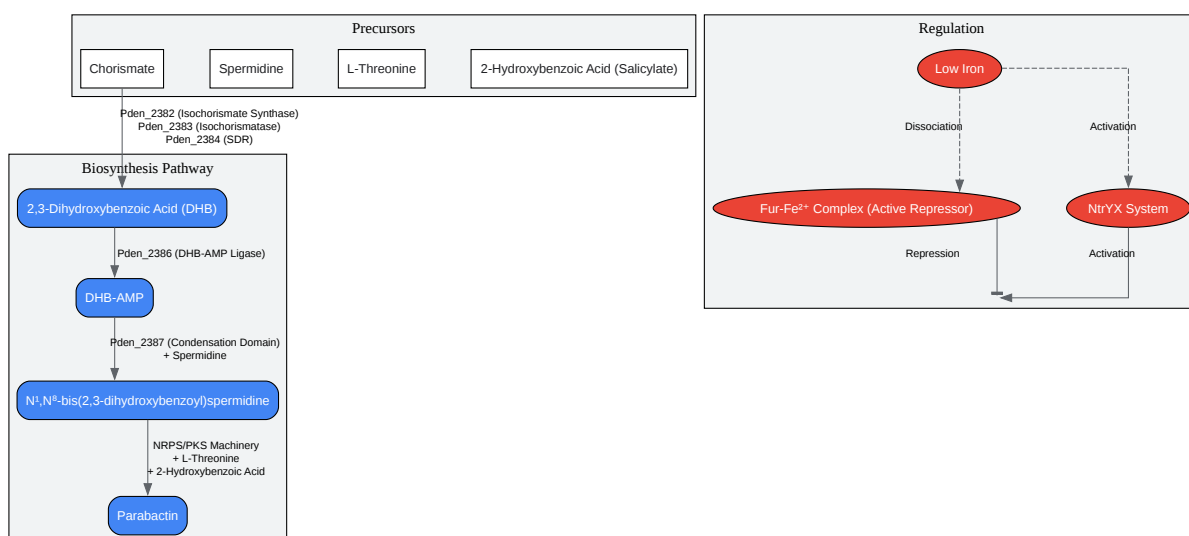 Precursors
Chorismate
Spermidine
L-Threonine
2-Hydroxybenzoic Acid (Salicylate)
Pden_2382 (Isochorismate Synthase)
Pden_2383 (Isochorismatase)
Pden_2384 (SDR)
Biosynthesis Pathway
2,3-Dihydroxybenzoic Acid (DHB)
Pden_2386 (DHB-AMP Ligase)
DHB-AMP
Pden_2387 (Condensation Domain)
+ Spermidine
N¹,N⁸-bis(2,3-dihydroxybenzoyl)spermidine
NRPS/PKS Machinery
+ L-Threonine
+ 2-Hydroxybenzoic Acid
Parabactin
Regulation
Low Iron
Dissociation
Activation
Fur-Fe²⁺ Complex (Active Repressor)
NtrYX System
Repression
Activation